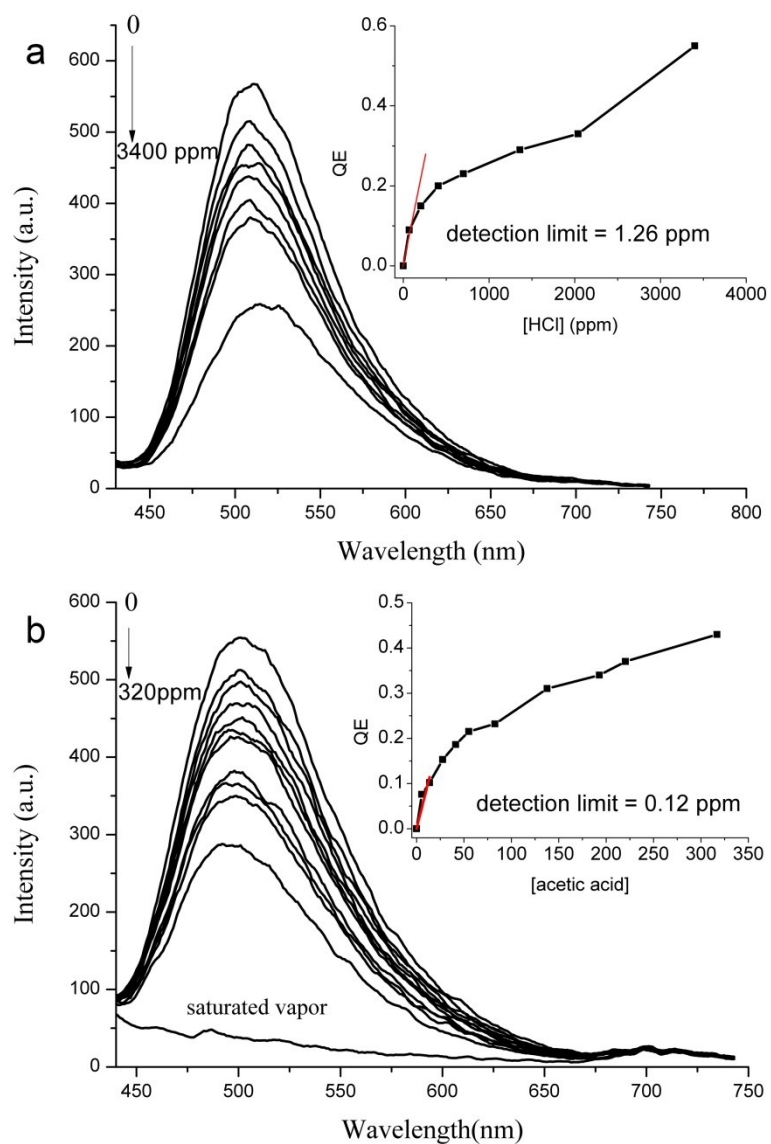 a
0
3400 ppm
600
500
400
300
200
100
0
Intensity (a.u.)
450 500 550 600 650 700 750 800
Wavelength (nm)
0.6
0.4
0.2
0.0
QE
detection limit = 1.26 ppm
0 1000 2000 3000 4000
[HCl] (ppm)
b
0
320ppm
600
500
400
300
200
100
0
Intensity (a.u.)
saturated vapor
450 500 550 600 650 700 750
Wavelength(nm)
0.5
0.4
0.3
0.2
0.1
0.0
QE
detection limit = 0.12 ppm
0 50 100 150 200 250 300 350
[acetic acid]